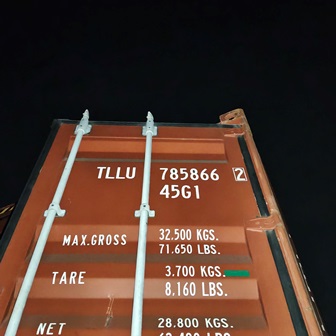 TLLU 785866 2
45G1
MAX.GROSS 32.500 KGS.
71.650 LBS.
TARE 3.700 KGS.
8.160 LBS.
NET 28.800 KGS.